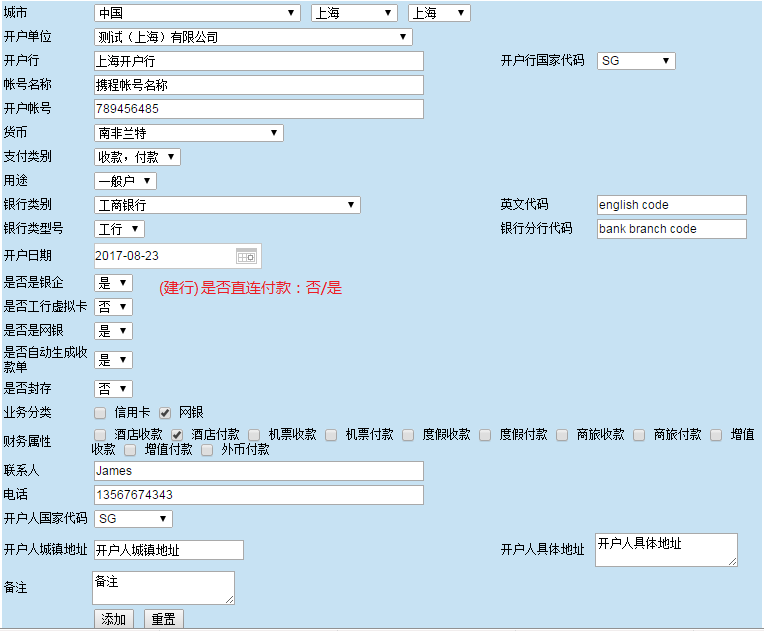 城市 中国 上海 上海
开户单位 测试（上海）有限公司
开户行 上海开户行 开户行国家代码 SG
帐号名称 携程帐号名称
开户帐号 789456485
货币 南非兰特
支付类别 收款，付款
用途 一般户
银行类别 工商银行 英文代码 english code
银行类型号 工行 银行分行代码 bank branch code
开户日期 2017-08-23
是否是银企 是 (建行)是否直连付款：否/是
是否工行虚拟卡 否
是否是网银 是
是否自动生成收
款单 是
是否封存 否
业务分类 信用卡 网银
财务属性 酒店收款 酒店付款 机票收款 机票付款 度假收款 度假付款 商旅收款 商旅付款 增值
收款 增值付款 外币付款
联系人 James
电话 13567674343
开户人国家代码 SG
开户人城镇地址 开户人城镇地址 开户人具体地址 开户人具体地址
备注 备注
添加 重置